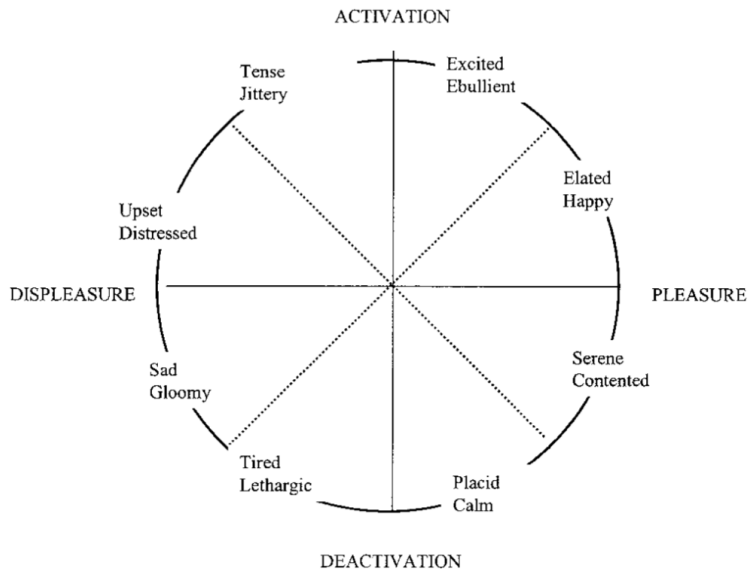 ACTIVATION
Tense
Jittery
Excited
Ebullient
Elated
Happy
Upset
Distressed
DISPLEASURE
PLEASURE
Sad
Gloomy
Serene
Contented
Tired
Lethargic
Placid
Calm
DEACTIVATION